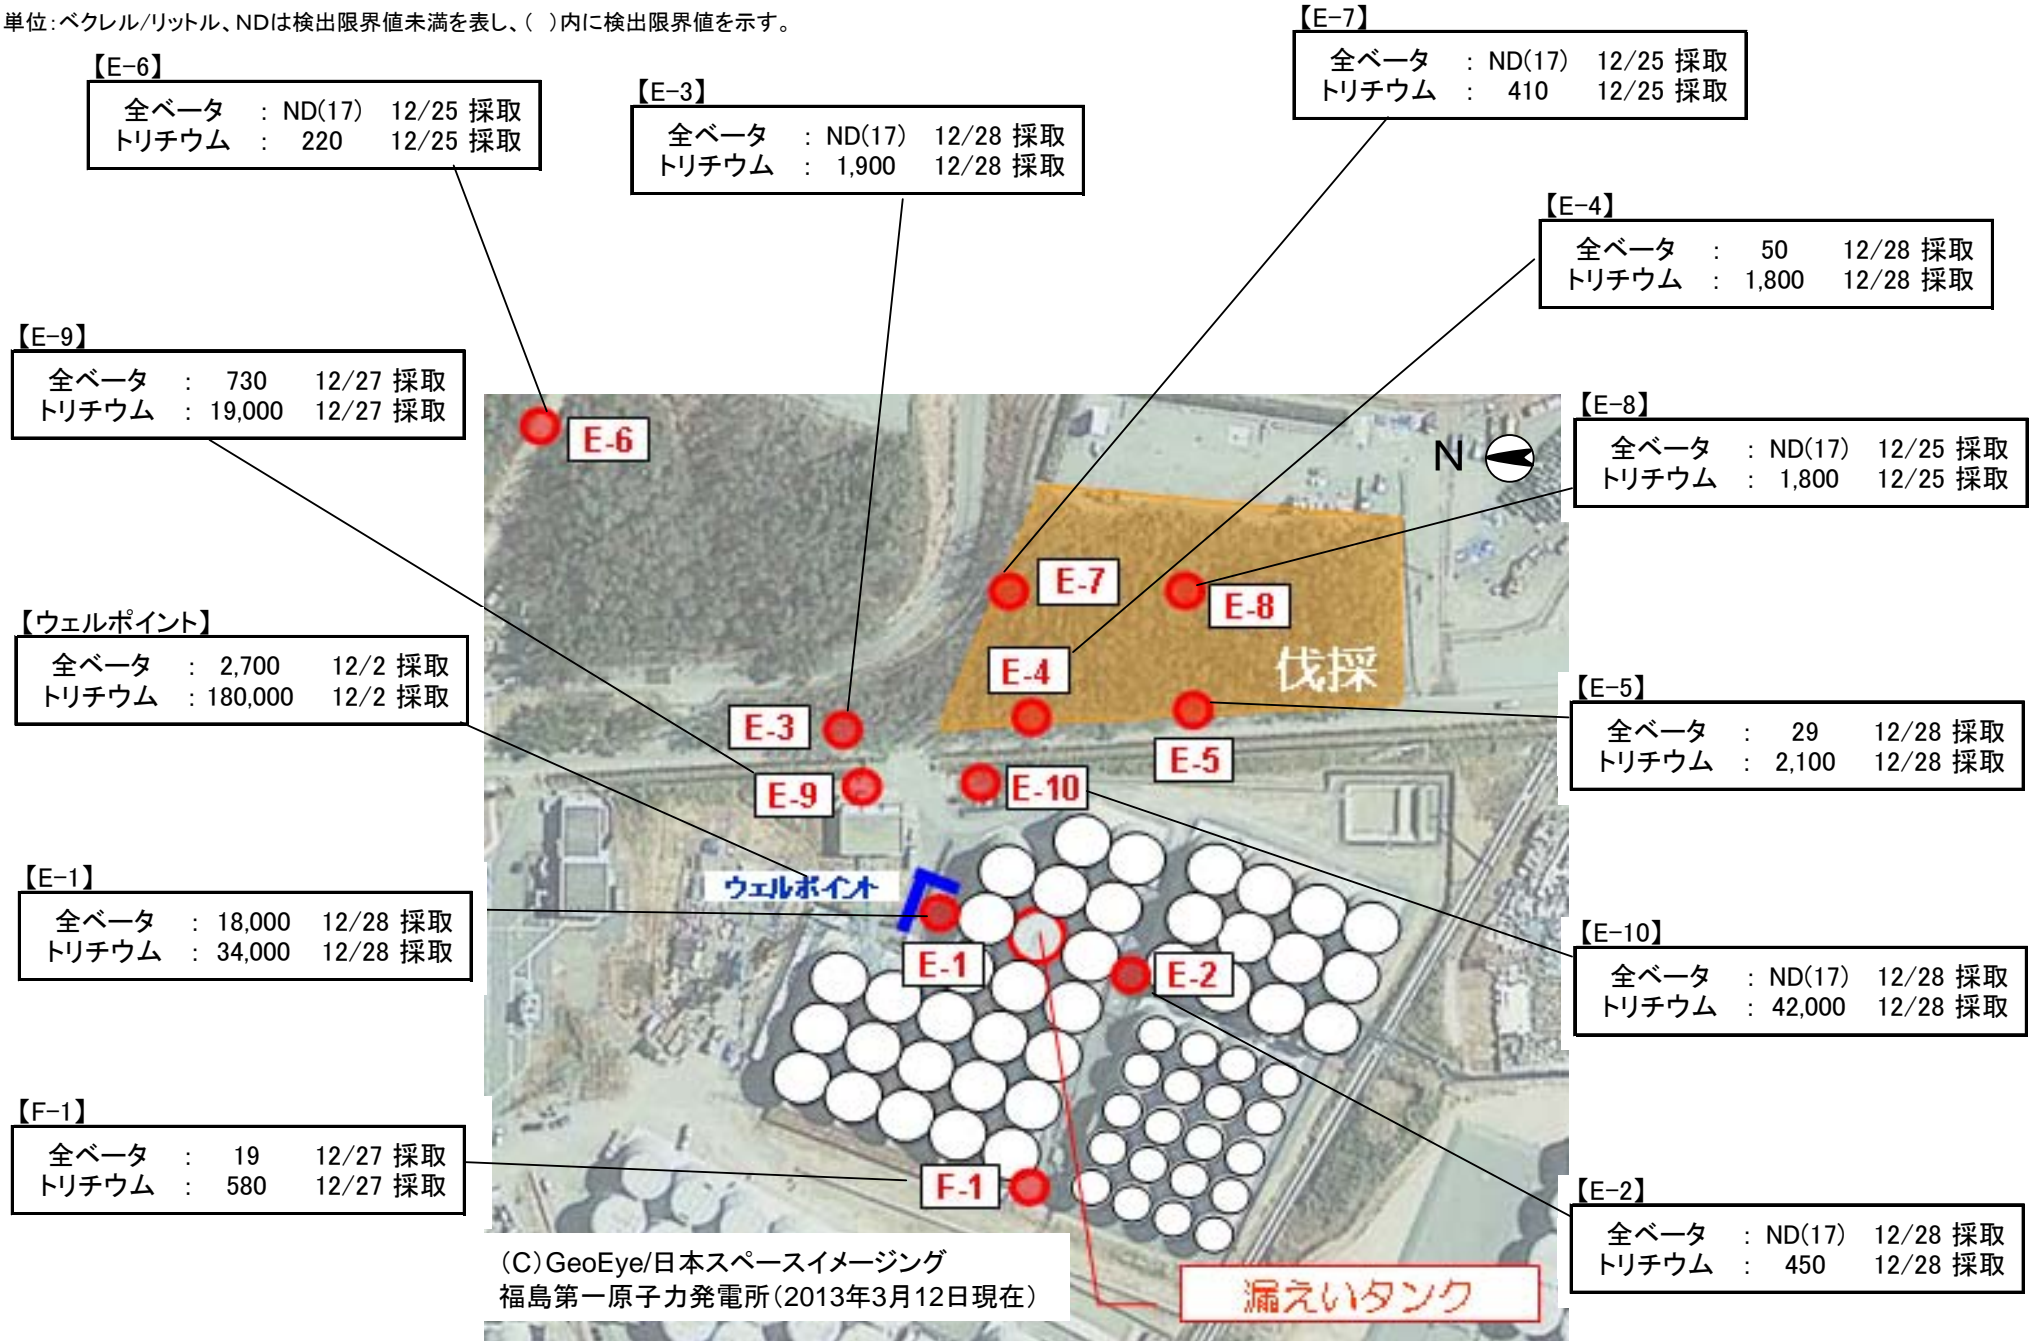 単位:ベクレル/リットル、NDは検出限界値未満を表し、( )内に検出限界値を示す。
【E-6】
全ベータ : ND(17) 12/25 採取
トリチウム : 220 12/25 採取
【E-3】
全ベータ : ND(17) 12/28 採取
トリチウム : 1,900 12/28 採取
【E-7】
全ベータ : ND(17) 12/25 採取
トリチウム : 410 12/25 採取
【E-4】
全ベータ : 50 12/28 採取
トリチウム : 1,800 12/28 採取
【E-9】
全ベータ : 730 12/27 採取
トリチウム : 19,000 12/27 採取
【E-8】
全ベータ : ND(17) 12/25 採取
トリチウム : 1,800 12/25 採取
【ウェルポイント】
全ベータ : 2,700 12/2 採取
トリチウム : 180,000 12/2 採取
【E-5】
全ベータ : 29 12/28 採取
トリチウム : 2,100 12/28 採取
【E-1】
全ベータ : 18,000 12/28 採取
トリチウム : 34,000 12/28 採取
【E-10】
全ベータ : ND(17) 12/28 採取
トリチウム : 42,000 12/28 採取
【F-1】
全ベータ : 19 12/27 採取
トリチウム : 580 12/27 採取
【E-2】
全ベータ : ND(17) 12/28 採取
トリチウム : 450 12/28 採取
E-6
N
E-7
E-8
伐採
E-4
E-3
E-5
E-9
E-10
ウェルポイント
E-1
E-2
F-1
漏えいタンク
(C)GeoEye/日本スペースイメージング
福島第一原子力発電所(2013年3月12日現在)